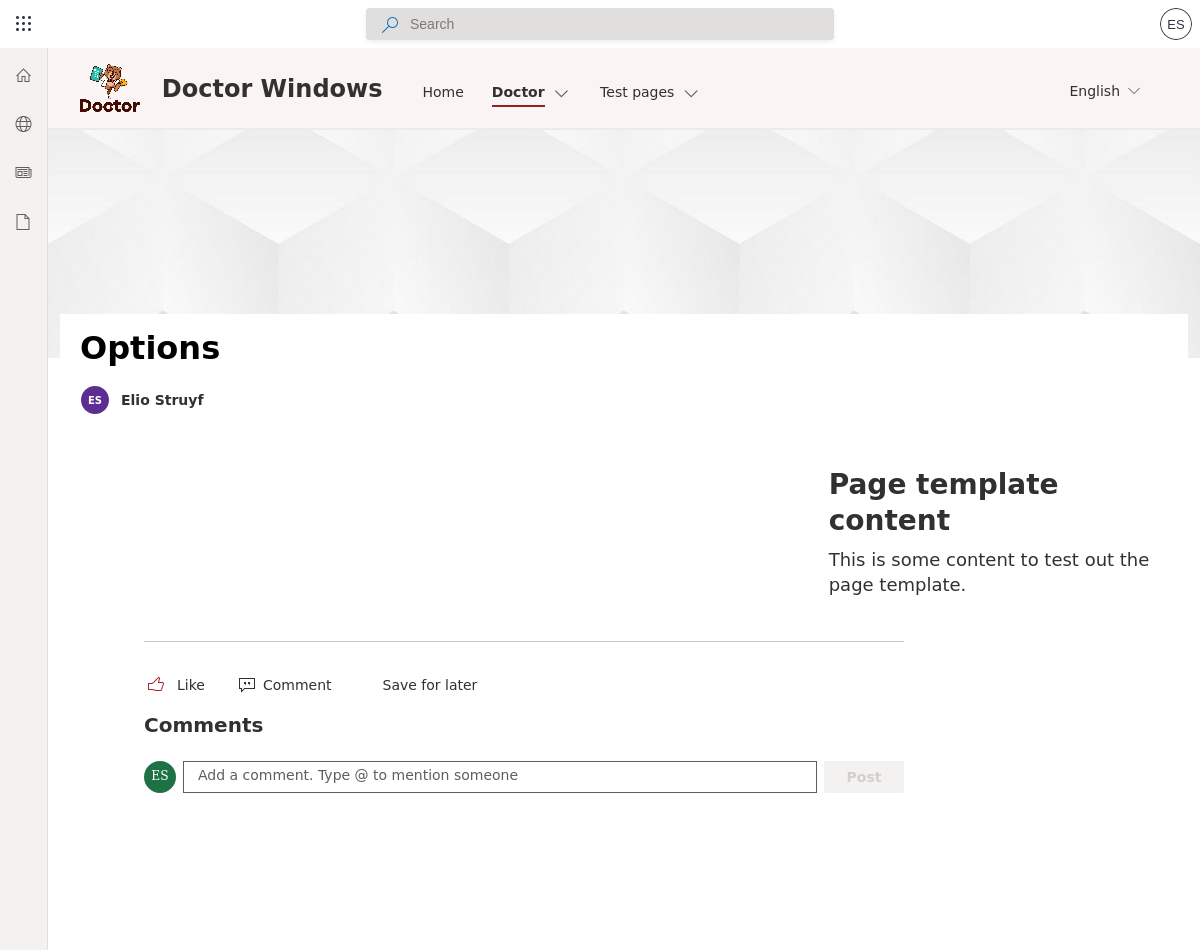 Search
ES
Doctor
Doctor Windows
Home
Doctor
Test pages
English
Options
ES
Elio Struyf
Page template
content
This is some content to test out the
page template.
Like
Comment
Save for later
Comments
ES
Add a comment. Type @ to mention someone
Post